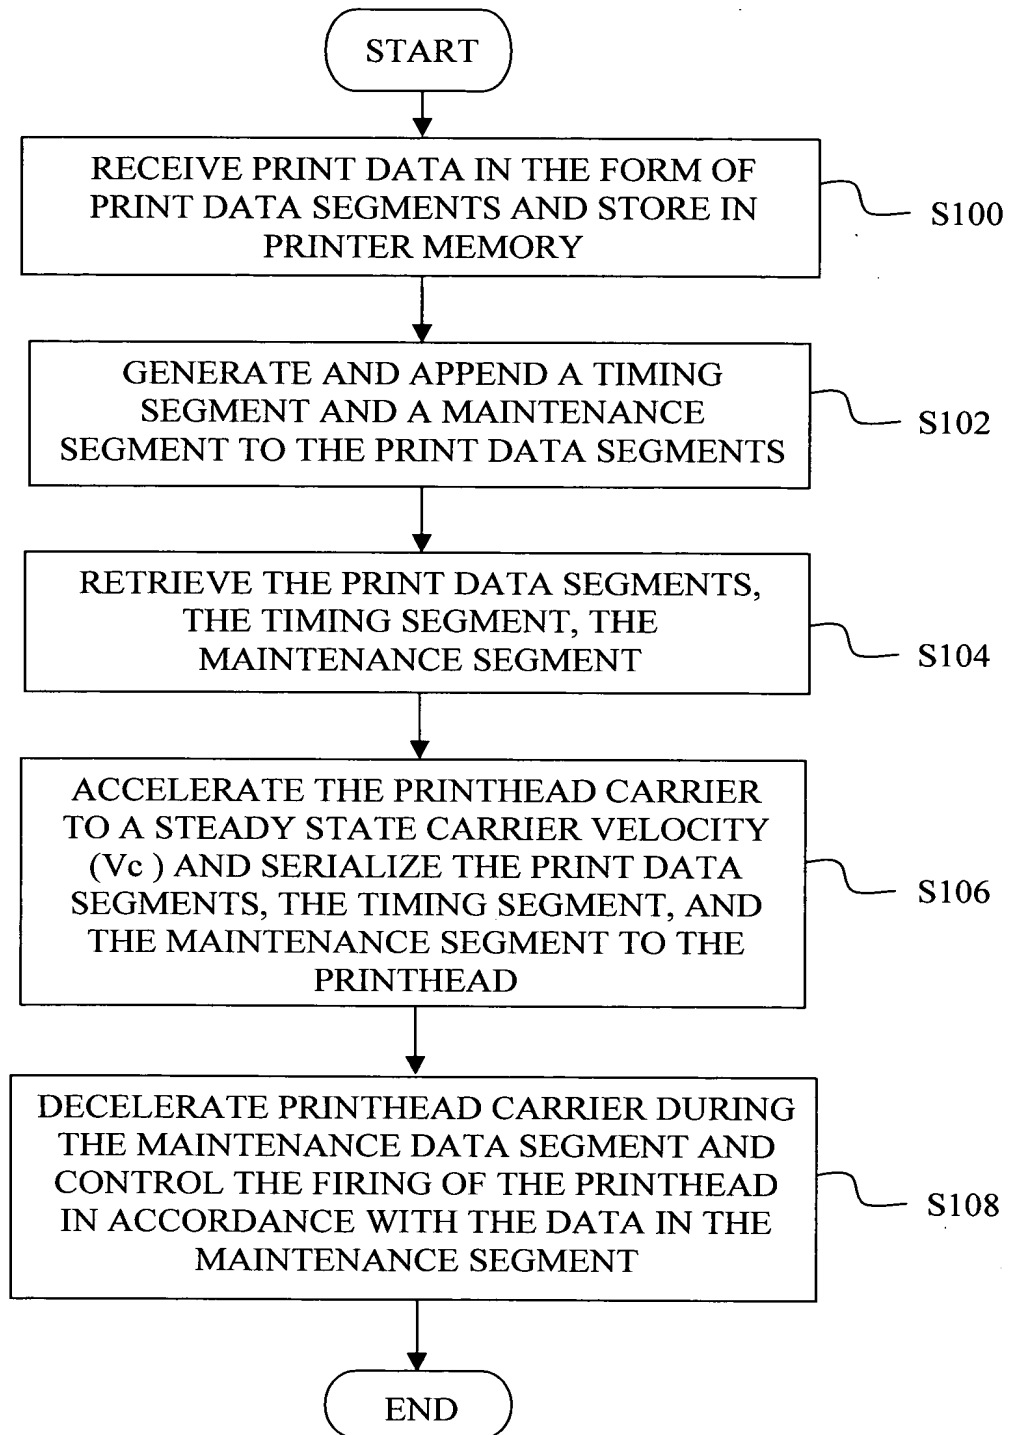 START
RECEIVE PRINT DATA IN THE FORM OF
PRINT DATA SEGMENTS AND STORE IN
PRINTER MEMORY
S100
GENERATE AND APPEND A TIMING
SEGMENT AND A MAINTENANCE
SEGMENT TO THE PRINT DATA SEGMENTS
S102
RETRIEVE THE PRINT DATA SEGMENTS,
THE TIMING SEGMENT, THE
MAINTENANCE SEGMENT
S104
ACCELERATE THE PRINTHEAD CARRIER
TO A STEADY STATE CARRIER VELOCITY
(Vc ) AND SERIALIZE THE PRINT DATA
SEGMENTS, THE TIMING SEGMENT, AND
THE MAINTENANCE SEGMENT TO THE
PRINTHEAD
S106
DECELERATE PRINTHEAD CARRIER DURING
THE MAINTENANCE DATA SEGMENT AND
CONTROL THE FIRING OF THE PRINTHEAD
IN ACCORDANCE WITH THE DATA IN THE
MAINTENANCE SEGMENT
S108
END